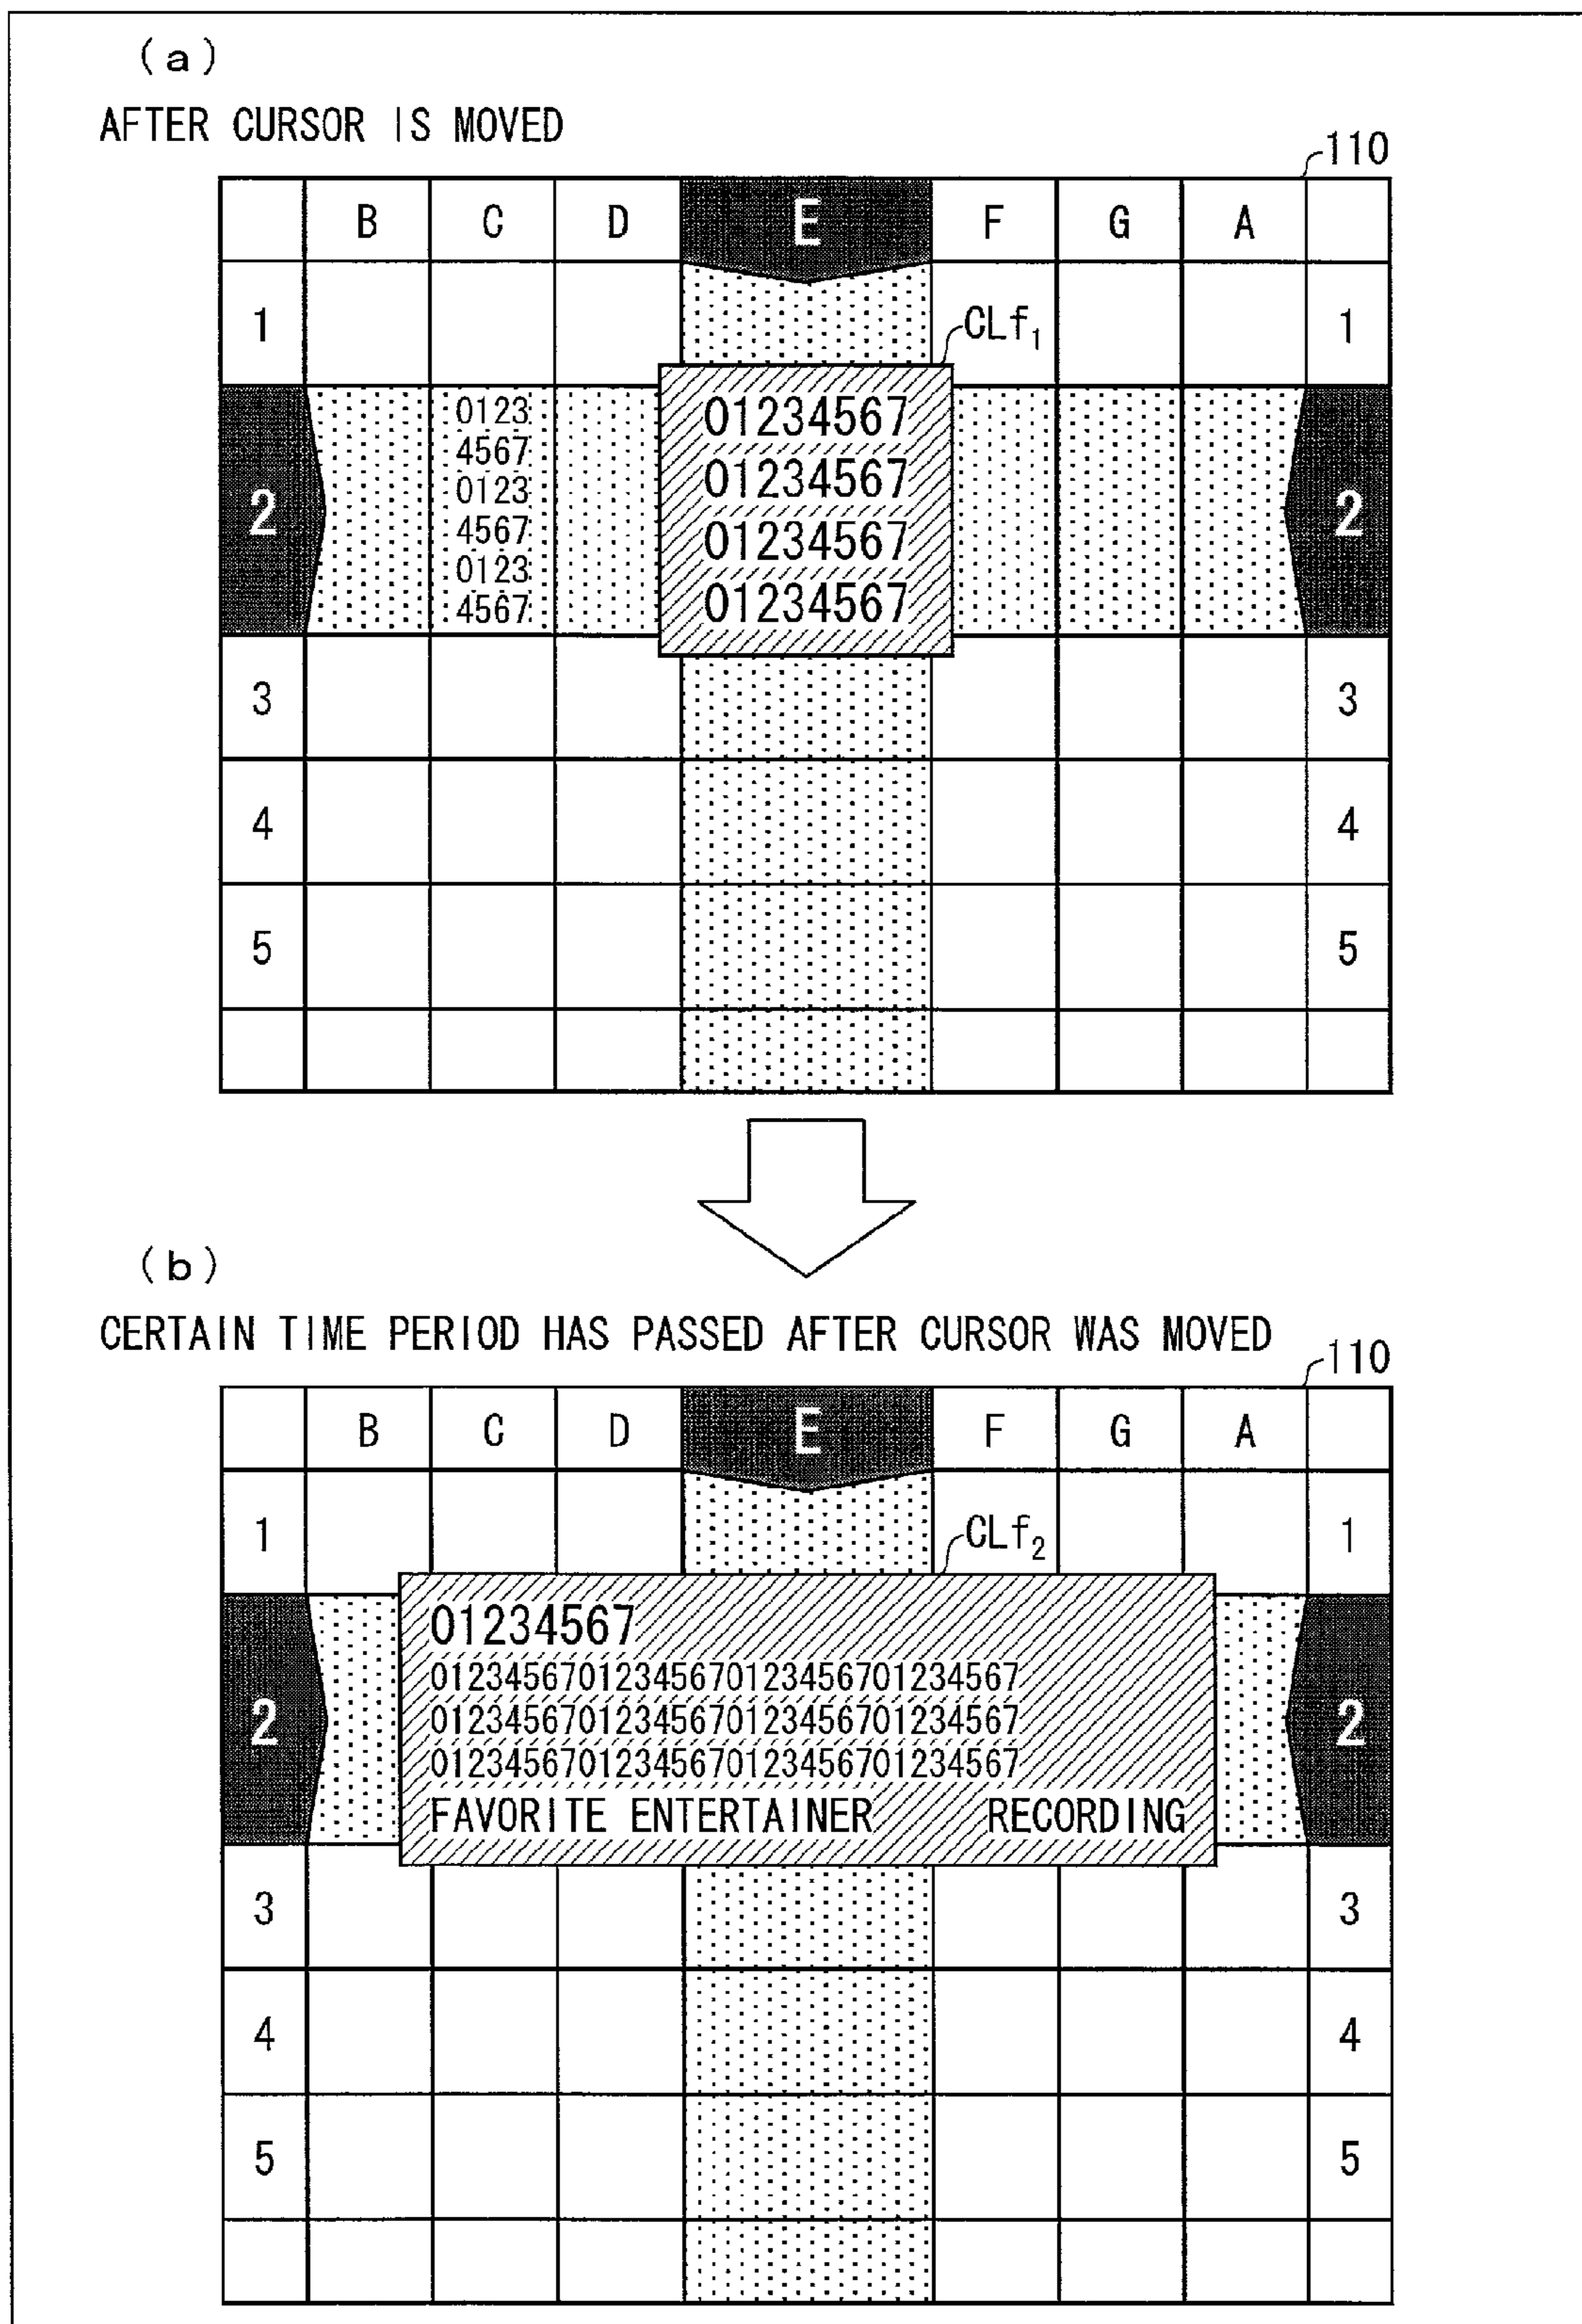 (a)
AFTER CURSOR IS MOVED
110
B C D E F G A
1 CLf₁ 1
2 2
0123
4567
0123
4567
0123
4567
01234567
01234567
01234567
01234567
3 3
4 4
5 5
(b)
CERTAIN TIME PERIOD HAS PASSED AFTER CURSOR WAS MOVED
110
B C D E F G A
1 CLf₂ 1
2 2
01234567
01234567012345670123456701234567
01234567012345670123456701234567
01234567012345670123456701234567
FAVORITE ENTERTAINER RECORDING
3 3
4 4
5 5